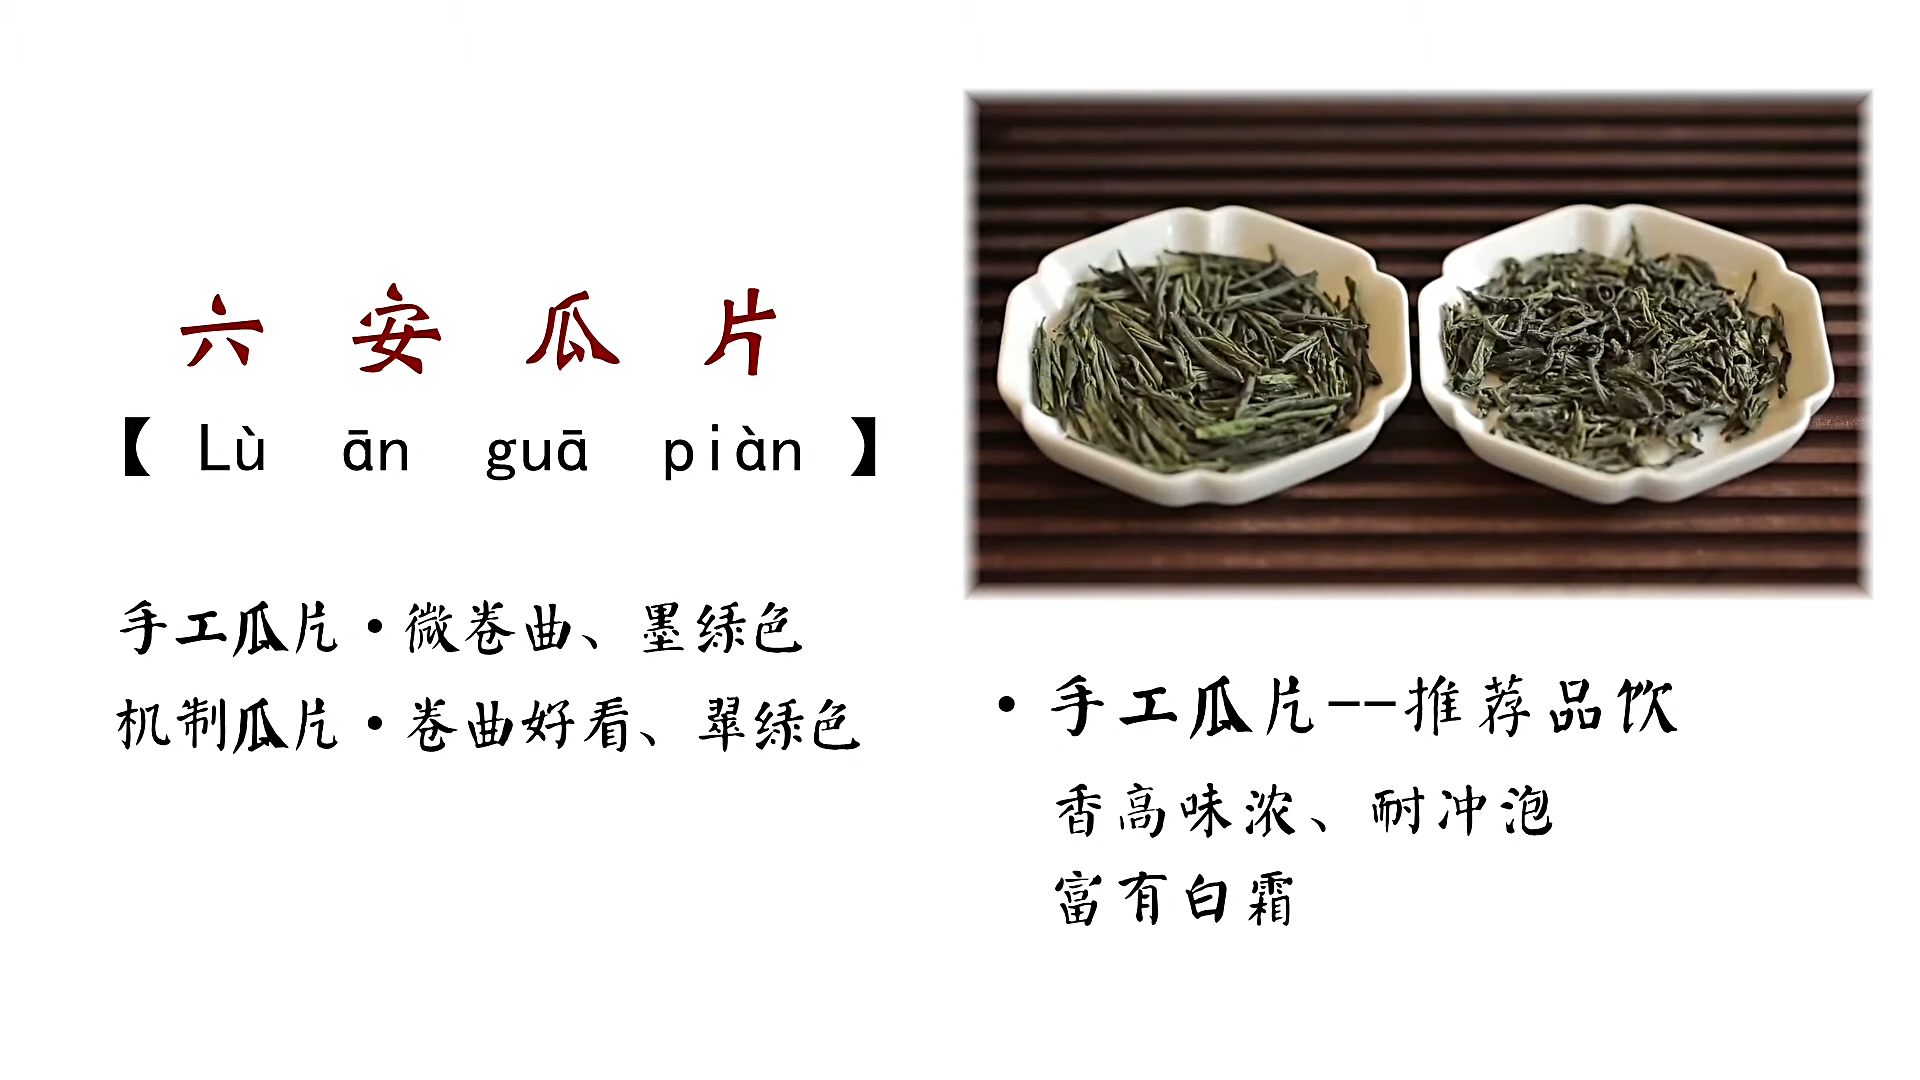 六安瓜片
【 Lù ān guā piàn 】
手工瓜片•微卷曲、墨绿色
机制瓜片•卷曲好看、翠绿色
• 手工瓜片--推荐品饮
香高味浓、耐冲泡
富有白霜